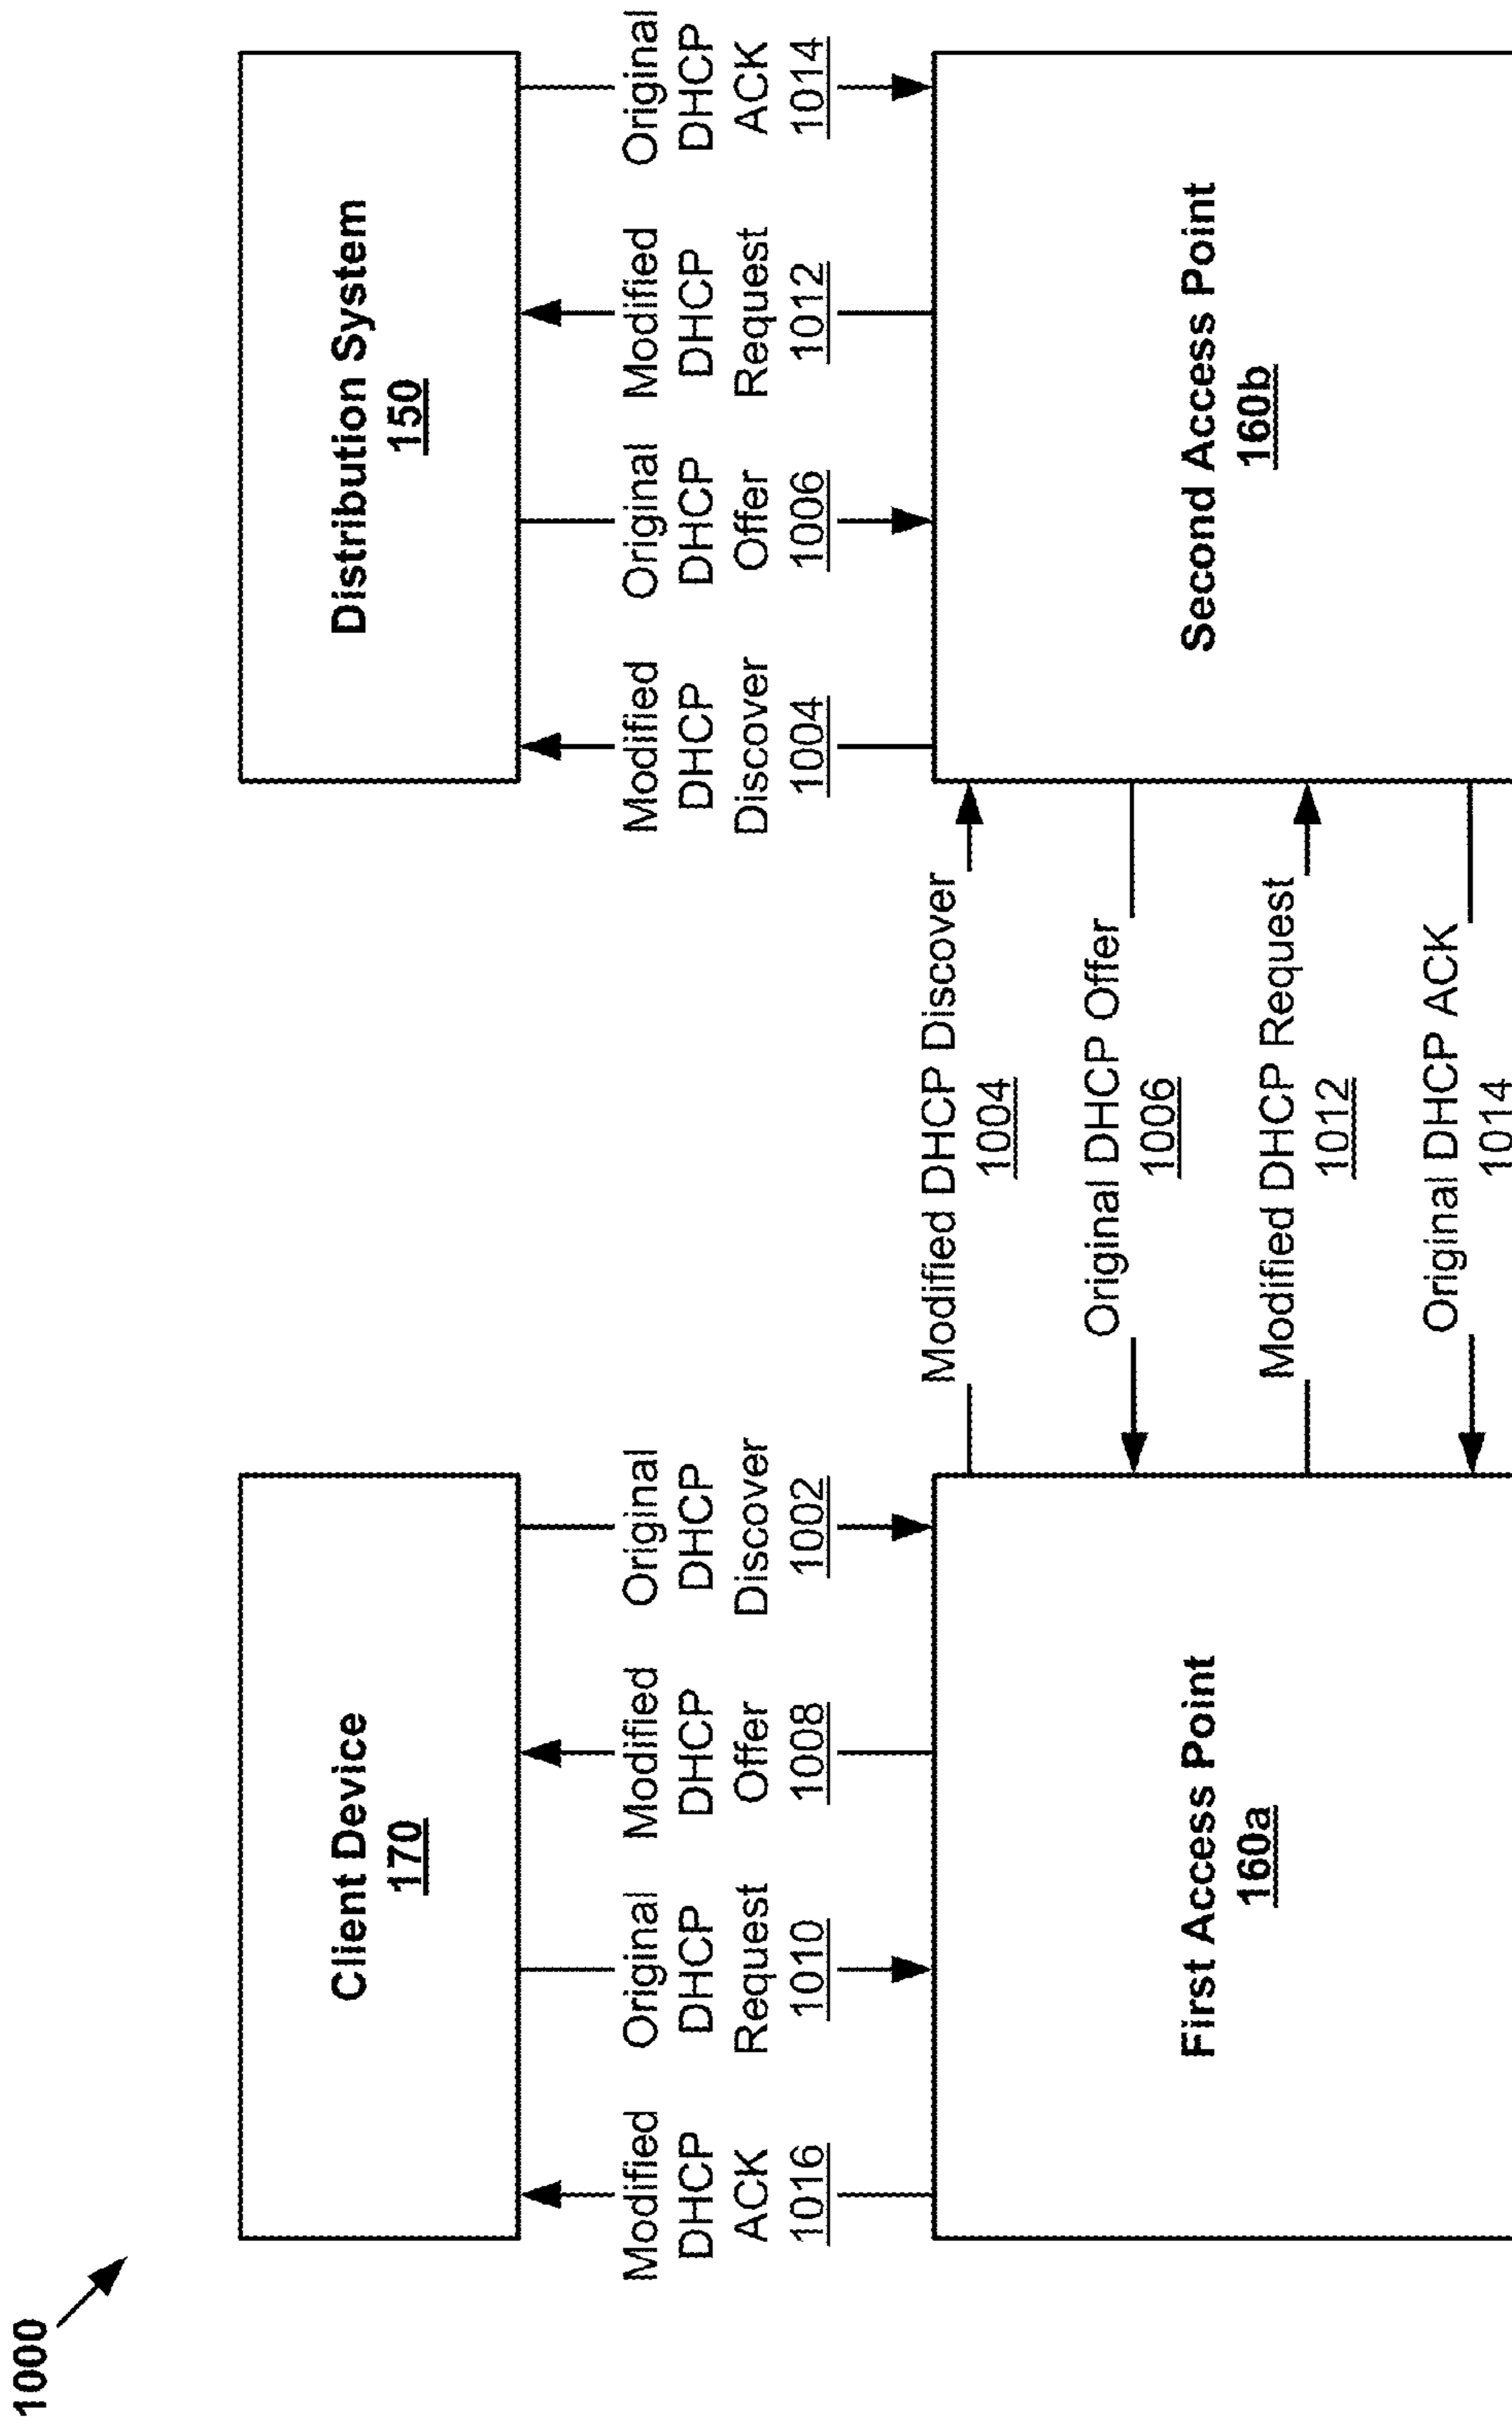 1000
Client Device
170
Distribution System
150
Modified
DHCP
ACK
1016
Original
DHCP
Request
1010
Modified
DHCP
Offer
1008
Original
DHCP
Discover
1002
Modified
DHCP
Discover
1004
Original
DHCP
Offer
1006
Modified
DHCP
Request
1012
Original
DHCP
ACK
1014
First Access Point
160a
Modified DHCP Discover
1004
Original DHCP Offer
1006
Modified DHCP Request
1012
Original DHCP ACK
1014
Second Access Point
160b